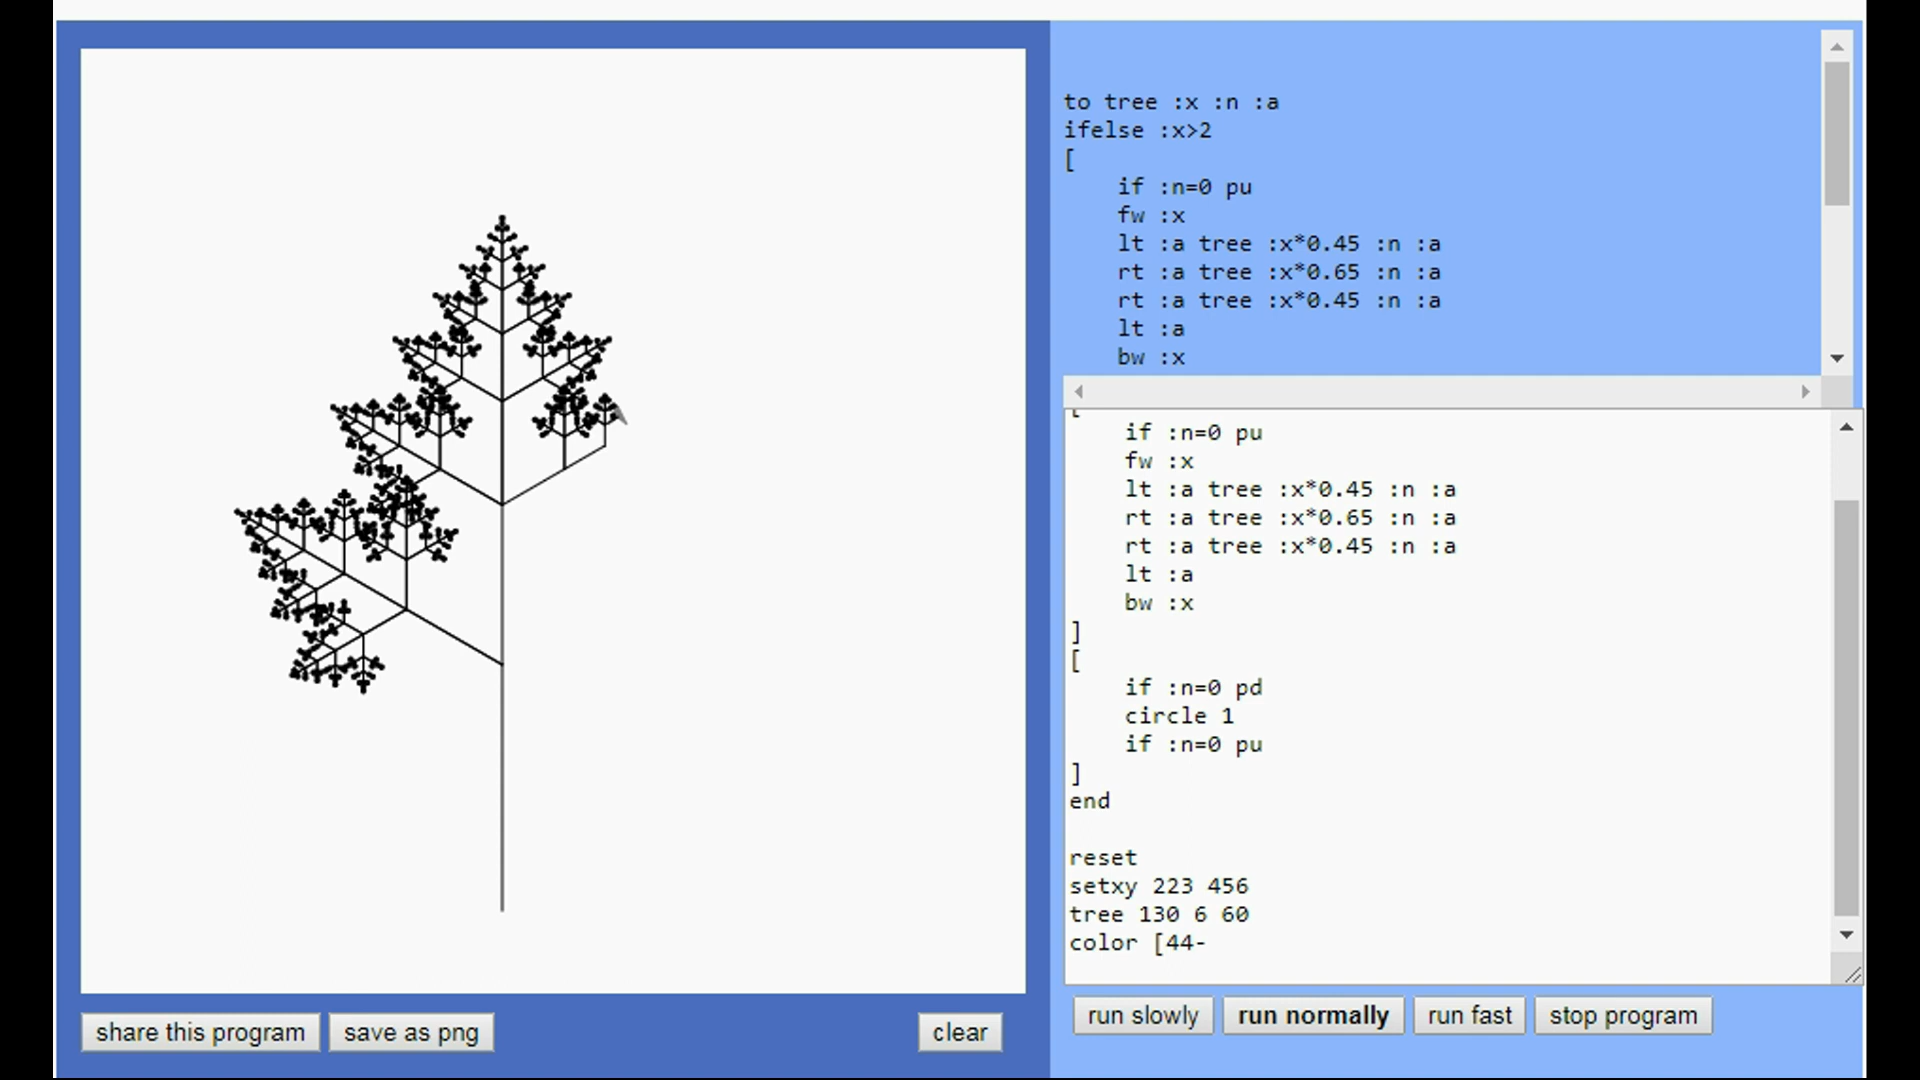 to tree :x :n :a
ifelse :x>2
[
if :n=0 pu
fw :x
lt :a tree :x*0.45 :n :a
rt :a tree :x*0.65 :n :a
rt :a tree :x*0.45 :n :a
lt :a
bw :x
[
if :n=0 pu
fw :x
lt :a tree :x*0.45 :n :a
rt :a tree :x*0.65 :n :a
rt :a tree :x*0.45 :n :a
lt :a
bw :x
]
[
if :n=0 pd
circle 1
if :n=0 pu
]
end
reset
setxy 223 456
tree 130 6 60
color [44-
share this program
save as png
clear
run slowly
run normally
run fast
stop program